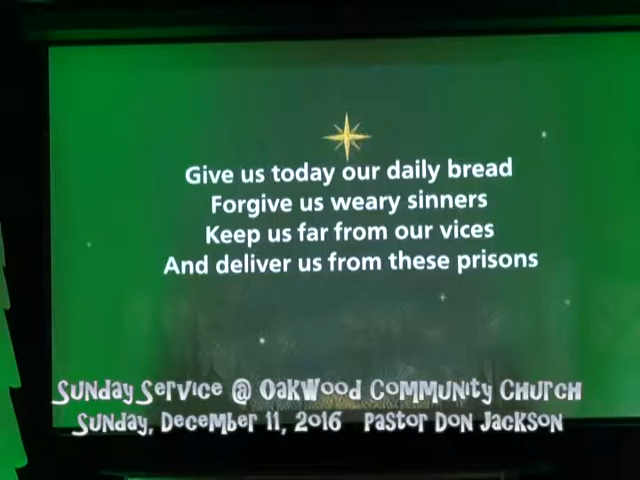 Give us today our daily bread
Forgive us weary sinners
Keep us far from our vices
And deliver us from these prisons
Sunday Service @ Oakwood Community Church
Sunday, December 11, 2016 Pastor Don Jackson